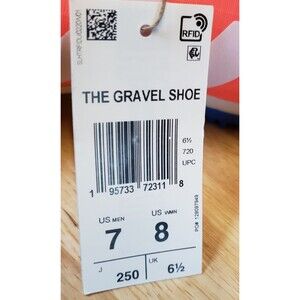 RFID
THE GRAVEL SHOE
6½
720
UPC
1 95733 72311 8
US MEN
7
US WMN
8
J
250
UK
6½